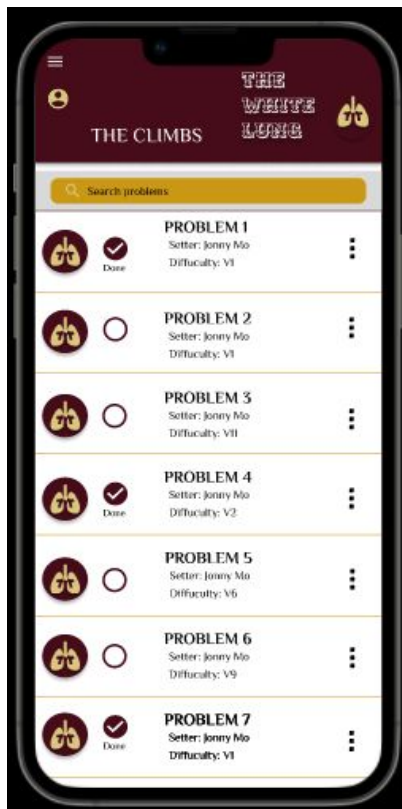 THE
WHITE
LUNG
THE CLIMBS
Search problems
PROBLEM 1
Setter: Jonny Mo
Done
Diffuculty: V1
PROBLEM 2
Setter: Jonny Mo
Diffuculty: V1
PROBLEM 3
Setter: Jonny Mo
Diffuculty: V11
PROBLEM 4
Setter: Jonny Mo
Done
Diffuculty: V2
PROBLEM 5
Setter: Jonny Mo
Diffuculty: V6
PROBLEM 6
Setter: Jonny Mo
Diffuculty: V9
PROBLEM 7
Setter: Jonny Mo
Done
Diffuculty: V1